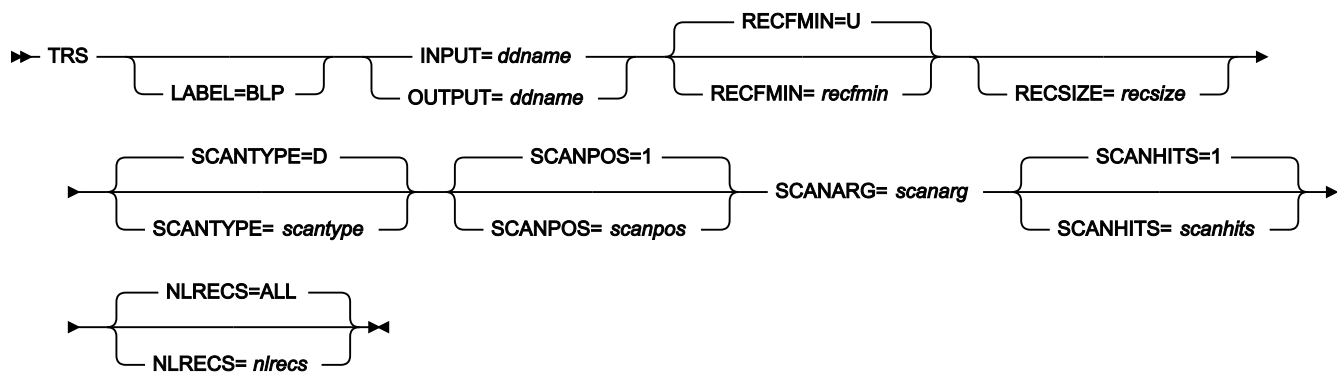 RECFMIN=U
TRS INPUT= ddname
LABEL=BLP OUTPUT= ddname RECFMIN= recfmin RECSIZE= recsize
SCANTYPE=D SCANPOS=1 SCANHITS=1
SCANARG= scanarg
SCANTYPE= scantype SCANPOS= scanpos SCANHITS= scanhits
NLRECS=ALL
NLRECS= nlrecs